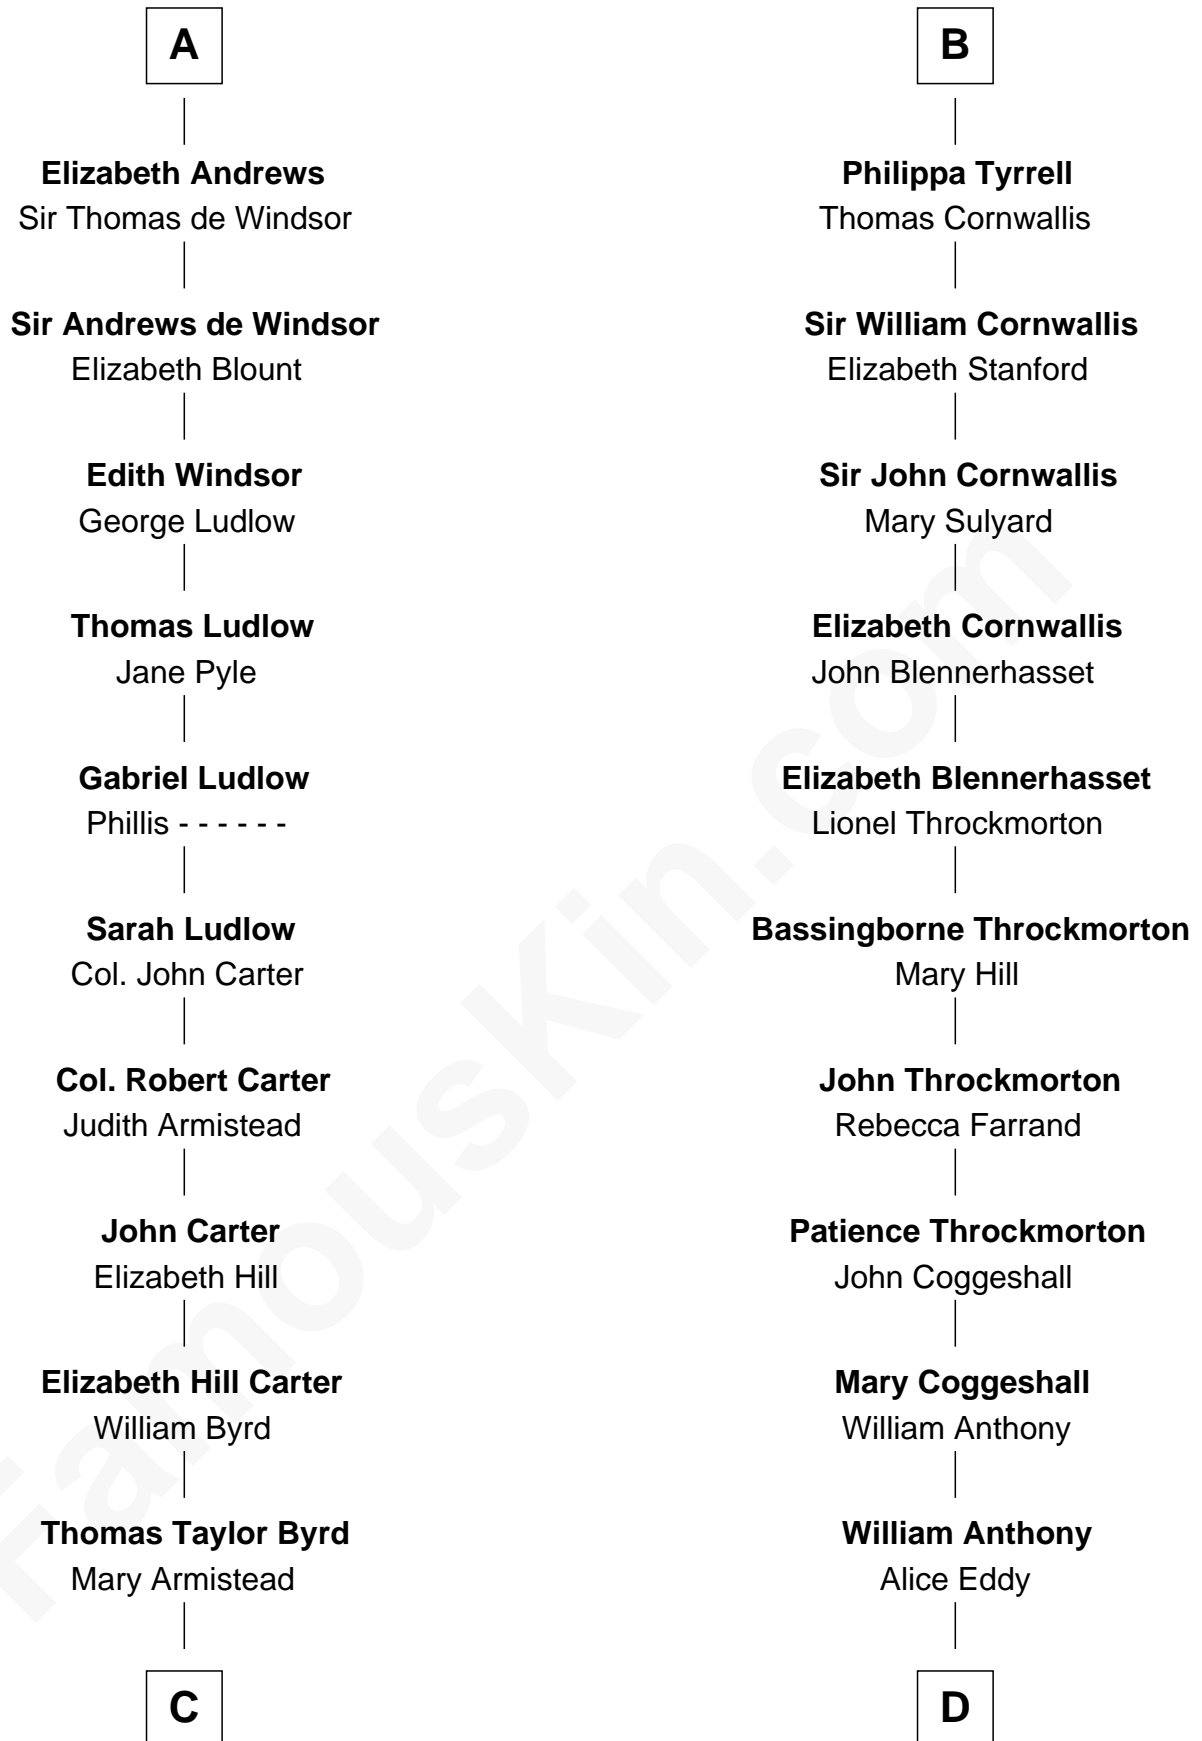 A
Elizabeth Andrews
Sir Thomas de Windsor
Sir Andrews de Windsor
Elizabeth Blount
Edith Windsor
George Ludlow
Thomas Ludlow
Jane Pyle
Gabriel Ludlow
Phillis - - - - - -
Sarah Ludlow
Col. John Carter
Col. Robert Carter
Judith Armistead
John Carter
Elizabeth Hill
Elizabeth Hill Carter
William Byrd
Thomas Taylor Byrd
Mary Armistead
C
B
Philippa Tyrrell
Thomas Cornwallis
Sir William Cornwallis
Elizabeth Stanford
Sir John Cornwallis
Mary Sulyard
Elizabeth Cornwallis
John Blennerhasset
Elizabeth Blennerhasset
Lionel Throckmorton
Bassingborne Throckmorton
Mary Hill
John Throckmorton
Rebecca Farrand
Patience Throckmorton
John Coggeshall
Mary Coggeshall
William Anthony
William Anthony
Alice Eddy
D
FamousKin.com